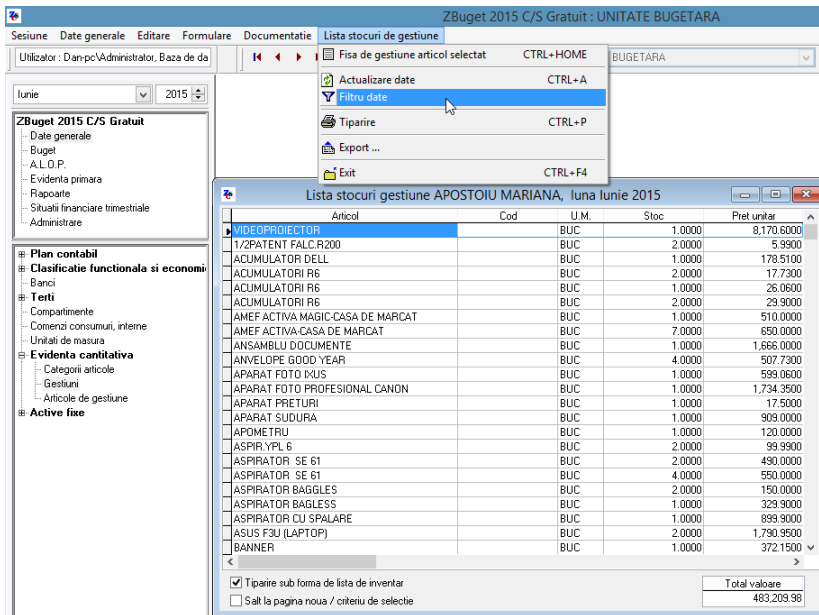 ZBuget 2015 C/S Gratuit : UNITATE BUGETARA
Sesiune Date generale Editare Formulare Documentatie Lista stocuri de gestiune
Utilizator : Dan-pc\Administrator, Baza de da
BUGETARA
Fisa de gestiune articol selectat CTRL+HOME
Actualizare date CTRL+A
Filtru date
Tiparire CTRL+P
Export ...
Exit CTRL+F4
Iunie 2015
ZBuget 2015 C/S Gratuit
Date generale
Buget
A.L.O.P.
Evidenta primara
Rapoarte
Situatii financiare trimestriale
Administrare
Plan contabil
Clasificatie functionala si economi
Banci
Terti
Compartimente
Comenzi consumuri, interne
Unitati de masura
Evidenta cantitativa
Categorii articole
Gestiuni
Articole de gestiune
Active fixe
Lista stocuri gestiune APOSTOIU MARIANA, luna Iunie 2015
Articol Cod U.M. Stoc Pret unitar
VIDEOPROIECTOR BUC 1.0000 8,170.6000
1/2PATENT FALC.R200 BUC 2.0000 5.9900
ACUMULATOR DELL BUC 1.0000 178.5100
ACUMULATORI R6 BUC 2.0000 17.7300
ACUMULATORI R6 BUC 1.0000 26.0600
ACUMULATORI R6 BUC 2.0000 29.9000
AMEF ACTIVA MAGIC-CASA DE MARCAT BUC 1.0000 510.0000
AMEF ACTIVA-CASA DE MARCAT BUC 7.0000 650.0000
ANSAMBLU DOCUMENTE BUC 1.0000 1,666.0000
ANVELOPE GOOD YEAR BUC 4.0000 507.7300
APARAT FOTO IXUS BUC 1.0000 599.0600
APARAT FOTO PROFESIONAL CANON BUC 1.0000 1,734.3500
APARAT PRETURI BUC 1.0000 17.5000
APARAT SUDURA BUC 1.0000 909.0000
APOMETRU BUC 1.0000 120.0000
ASPIR.YPL 6 BUC 2.0000 99.9900
ASPIRATOR SE 61 BUC 2.0000 490.0000
ASPIRATOR SE 61 BUC 4.0000 550.0000
ASPIRATOR BAGGLES BUC 2.0000 150.0000
ASPIRATOR BAGLESS BUC 1.0000 329.9000
ASPIRATOR CU SPALARE BUC 1.0000 899.9000
ASUS F3U (LAPTOP) BUC 2.0000 1,790.9500
BANNER BUC 1.0000 372.1500
Tiparire sub forma de lista de inventar
Salt la pagina noua / criteriu de selectie
Total valoare
483,209.98